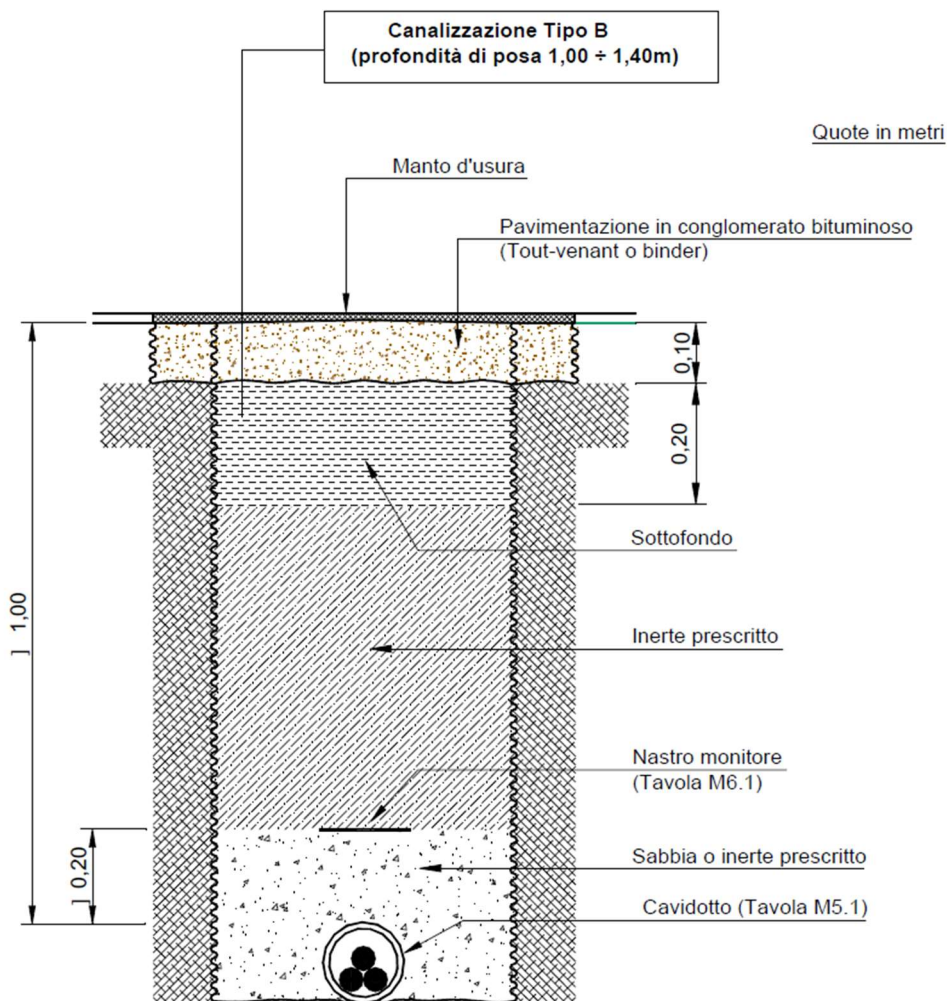 Canalizzazione Tipo B
(profondità di posa 1,00 ÷ 1,40m)
Quote in metri
Manto d'usura
Pavimentazione in conglomerato bituminoso
(Tout-venant o binder)
0,10
0,20
Sottofondo
] 1,00
Inerte prescritto
Nastro monitore
(Tavola M6.1)
] 0,20
Sabbia o inerte prescritto
Cavidotto (Tavola M5.1)